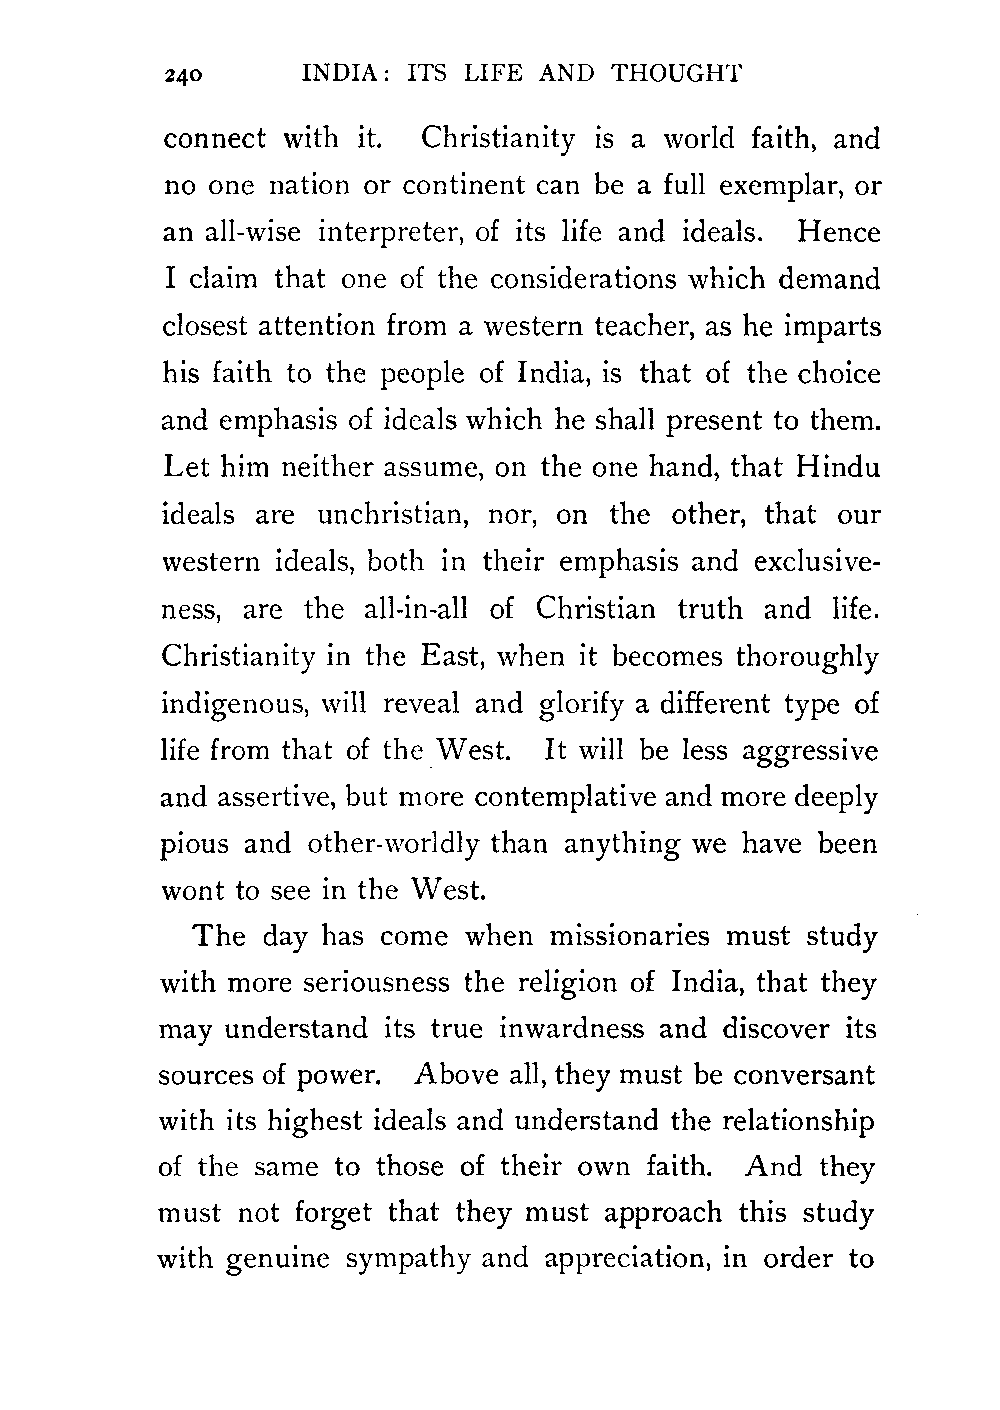 240 INDIA: ITS LIFE AND THOUGHT
connect with it. Christianity is a world faith, and
no one nation or continent can be a full exemplar, or
an all-wise interpreter, of its life and ideals. Hence
I claim that one of the considerations which demand
closest attention from a western teacher, as he imparts
his faith to the people of India, is that of the choice
and emphasis of ideals which he shall present to them.
Let him neither assume, on the one hand, that Hindu
ideals are unchristian, nor, on the other, that our
western ideals, both in their emphasis and exclusive-
ness, are the all-in-all of Christian truth and life.
Christianity in the East, when it becomes thoroughly
indigenous, will reveal and glorify a different type of
life from that of the West. It will be less aggressive
and assertive, but more contemplative and more deeply
pious and other-worldly than anything we have been
wont to see in the West.
The day has come when missionaries must study
with more seriousness the religion of India, that they
may understand its true inwardness and discover its
sources of power. Above all, they must be conversant
with its highest ideals and understand the relationship
of the same to those of their own faith. And they
must not forget that they must approach this study
with genuine sympathy and appreciation, in order to